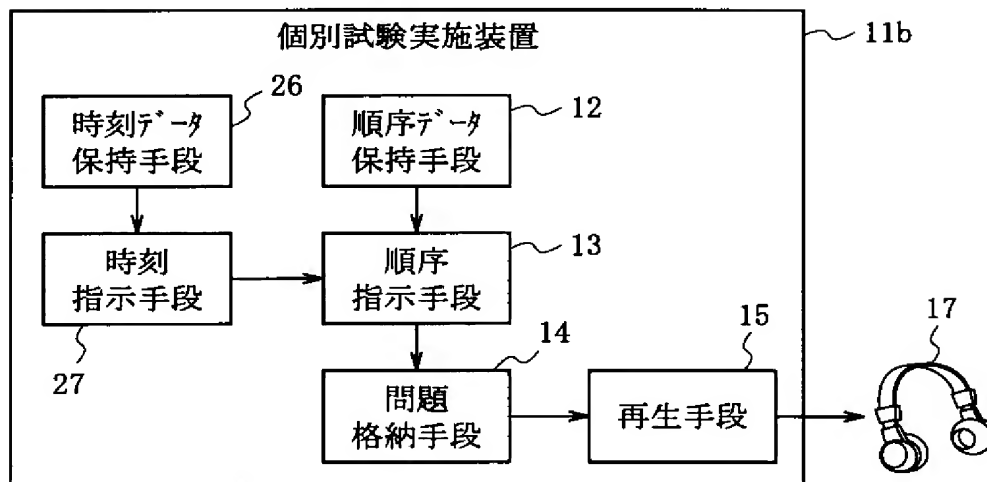 個別試験実施装置
11b
26
12
時刻データ
保持手段
順序データ
保持手段
13
時刻
指示手段
順序
指示手段
27
14
15
17
問題
格納手段
再生手段